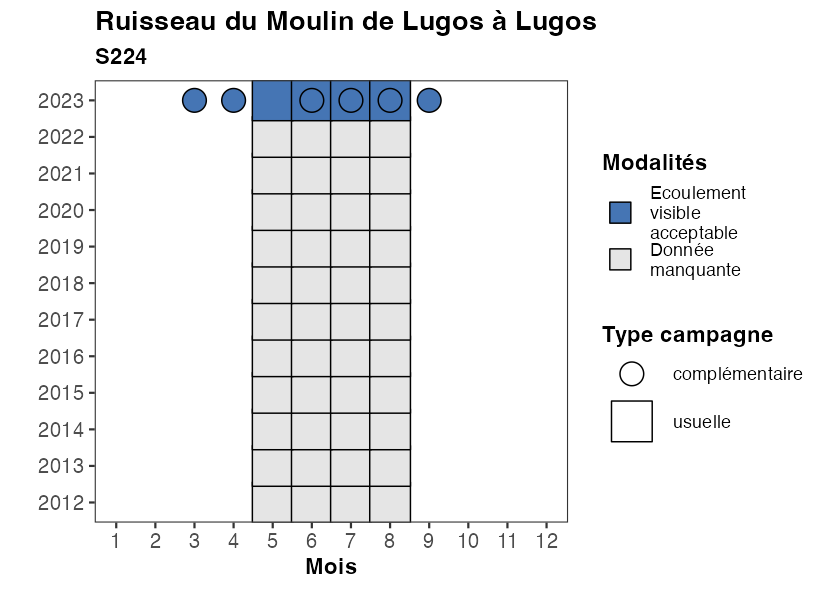 Ruisseau du Moulin de Lugos à Lugos
S224
2023
2022
2021
2020
2019
2018
2017
2016
2015
2014
2013
2012
1 2 3 4 5 6 7 8 9 10 11 12
Mois
Modalités
Ecoulement
visible
acceptable
Donnée
manquante
Type campagne
complémentaire
usuelle